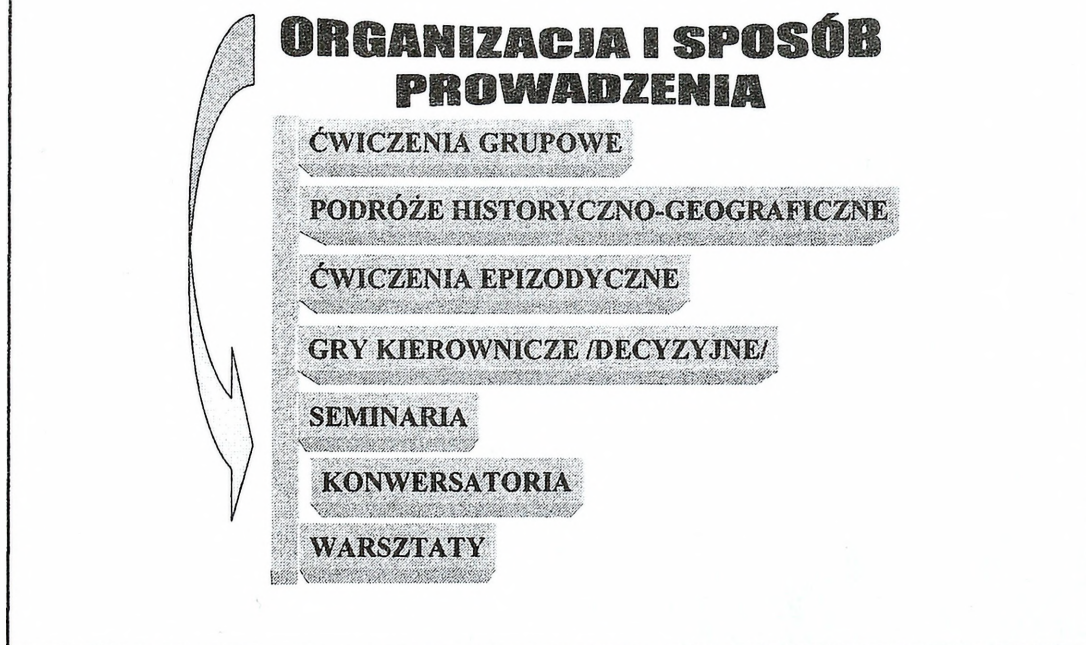 ORGANIZACJA I SPOSÓB
PROWADZENIA
ĆWICZENIA GRUPOWE
PODRÓŻE HISTORYCZNO-GEOGRAFICZNE
ĆWICZENIA EPIZODYCZNE
GRY KIEROWNICZE /DECYZYJNE/
SEMINARIA
KONWERSATORIA
WARSZTATY